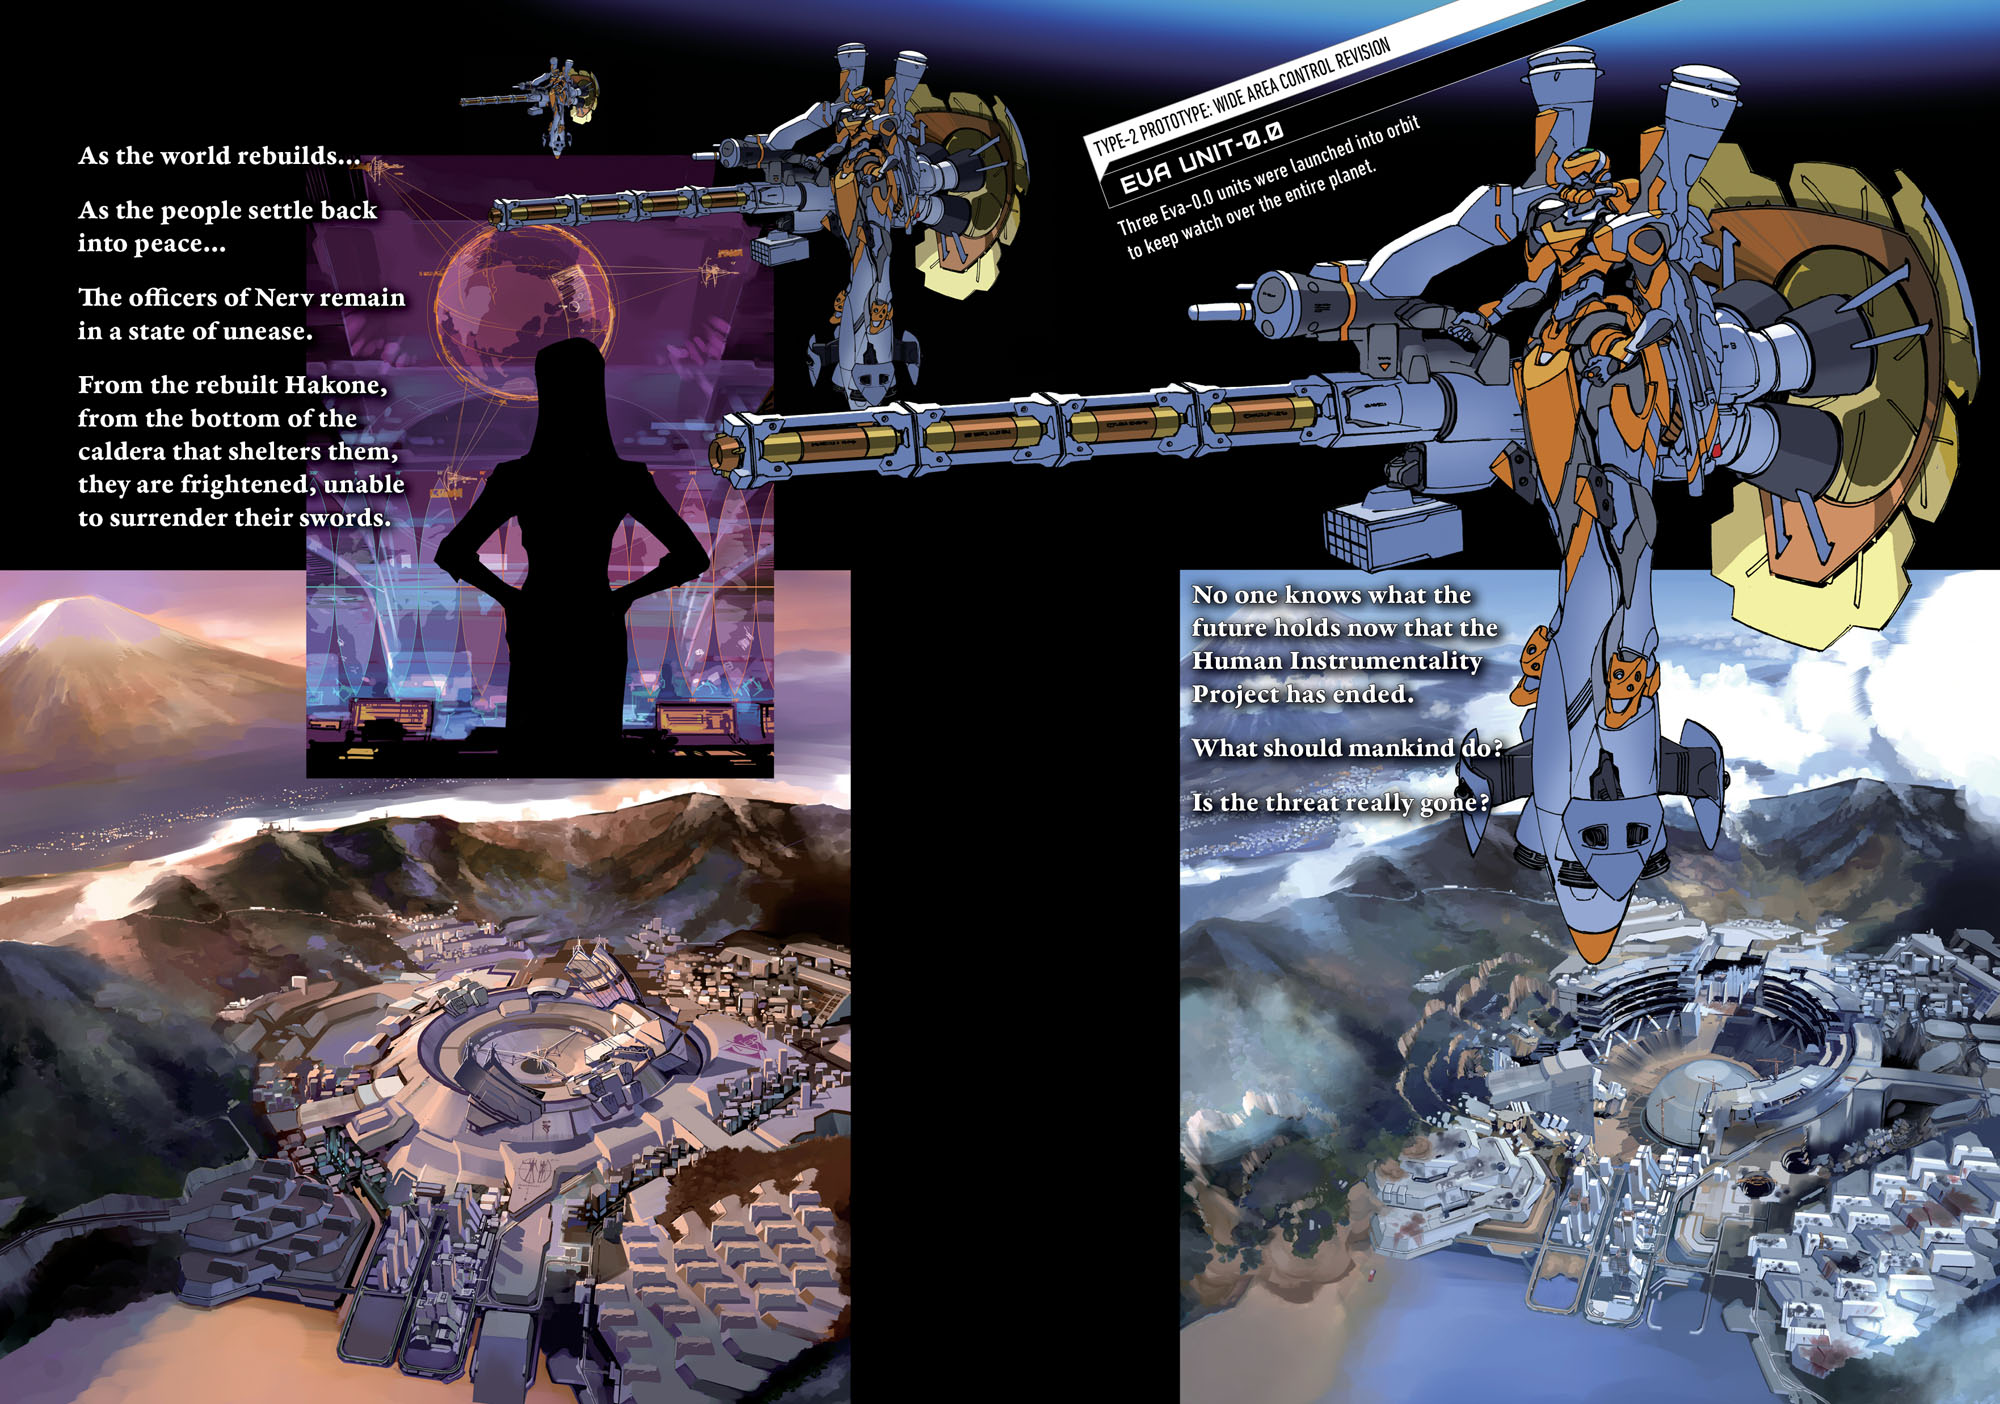 As the world rebuilds...
As the people settle back
into peace...
The officers of Nerv remain
in a state of unease.
From the rebuilt Hakone,
from the bottom of the
caldera that shelters them,
they are frightened, unable
to surrender their swords.
TYPE-2 PROTOTYPE: WIDE AREA CONTROL REVISION
EVA UNIT-0.0
Three Eva-0.0 units were launched into orbit
to keep watch over the entire planet.
No one knows what the
future holds now that the
Human Instrumentality
Project has ended.
What should mankind do?
Is the threat really gone?